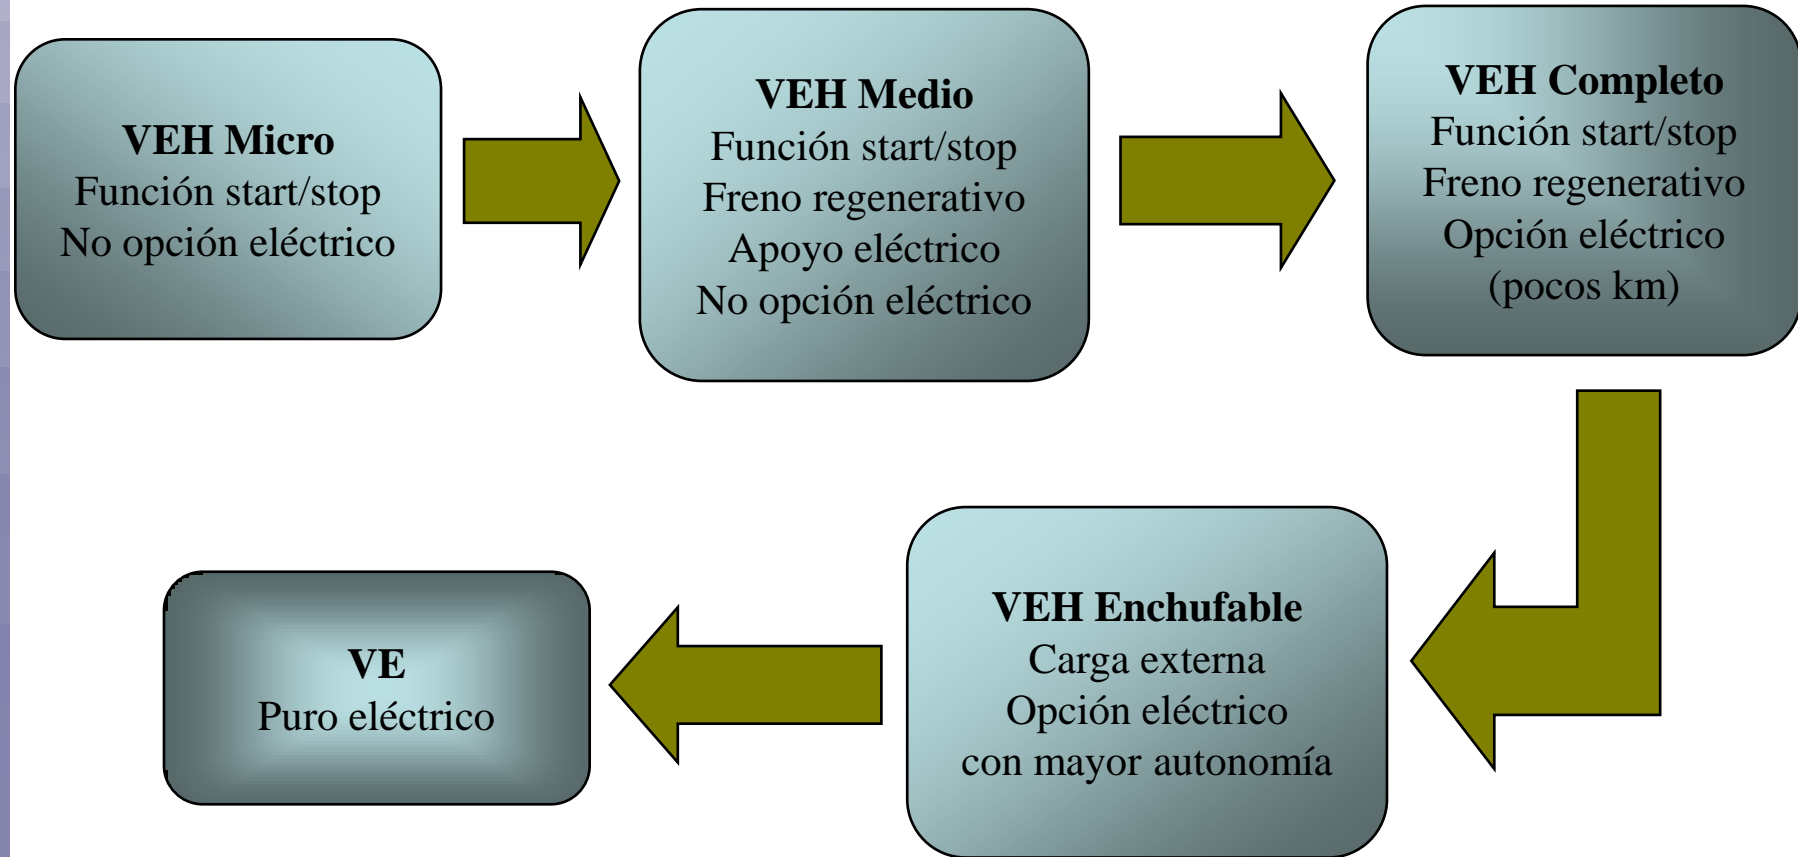 VEH Micro
Función start/stop
No opción eléctrico
VEH Medio
Función start/stop
Freno regenerativo
Apoyo eléctrico
No opción eléctrico
VEH Completo
Función start/stop
Freno regenerativo
Opción eléctrico
(pocos km)
VEH Enchufable
Carga externa
Opción eléctrico
con mayor autonomía
VE
Puro eléctrico